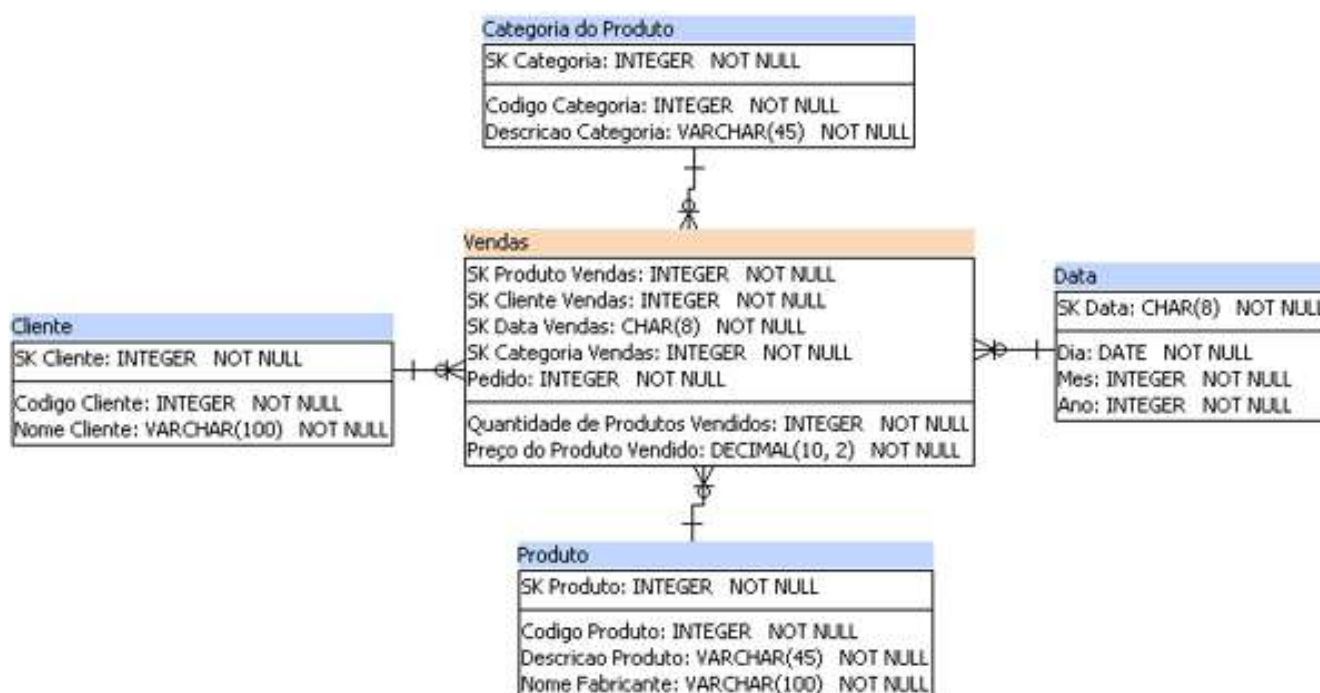 Categoria do Produto
SK Categoria: INTEGER NOT NULL
Codigo Categoria: INTEGER NOT NULL
Descricao Categoria: VARCHAR(45) NOT NULL
Vendas
SK Produto Vendas: INTEGER NOT NULL
SK Cliente Vendas: INTEGER NOT NULL
SK Data Vendas: CHAR(8) NOT NULL
SK Categoria Vendas: INTEGER NOT NULL
Pedido: INTEGER NOT NULL
Quantidade de Produtos Vendidos: INTEGER NOT NULL
Preço do Produto Vendido: DECIMAL(10, 2) NOT NULL
Data
SK Data: CHAR(8) NOT NULL
Dia: DATE NOT NULL
Mes: INTEGER NOT NULL
Ano: INTEGER NOT NULL
Cliente
SK Cliente: INTEGER NOT NULL
Codigo Cliente: INTEGER NOT NULL
Nome Cliente: VARCHAR(100) NOT NULL
Produto
SK Produto: INTEGER NOT NULL
Codigo Produto: INTEGER NOT NULL
Descricao Produto: VARCHAR(45) NOT NULL
Nome Fabricante: VARCHAR(100) NOT NULL